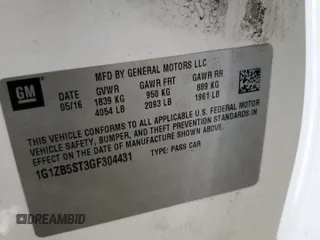 GM
MFD BY GENERAL MOTORS LLC
05/16 GVWR GAWR FRT GAWR RR
1839 KG 950 KG 889 KG
4054 LB 2093 LB 1961 LB
THIS VEHICLE CONFORMS TO ALL APPLICABLE U.S. FEDERAL MOTOR
VEHICLE SAFETY, BUMPER, AND THEFT PREVENTION STANDARDS
IN EFFECT ON THE DATE OF MANUFACTURE SHOWN ABOVE.
1G1ZB5ST3GF304431 TYPE: PASS CAR
1DREAMBID